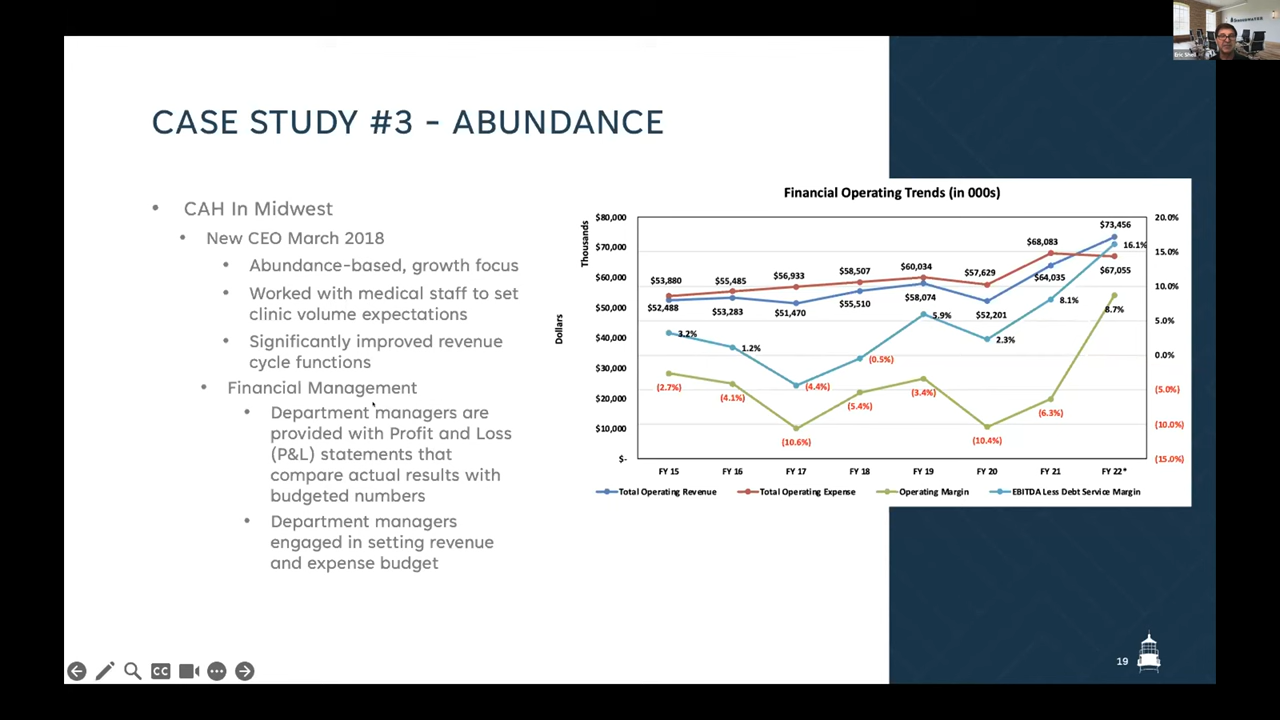 STONEWATER
Eric Shell
CASE STUDY #3 - ABUNDANCE
• CAH In Midwest
• New CEO March 2018
• Abundance-based, growth focus
• Worked with medical staff to set
clinic volume expectations
• Significantly improved revenue
cycle functions
• Financial Management
• Department managers are
provided with Profit and Loss
(P&L) statements that
compare actual results with
budgeted numbers
• Department managers
engaged in setting revenue
and expense budget
Financial Operating Trends (in 000s)
Thousands
Dollars
$80,000
$70,000
$60,000
$50,000
$40,000
$30,000
$20,000
$10,000
$-
20.0%
15.0%
10.0%
5.0%
0.0%
(5.0%)
(10.0%)
(15.0%)
$53,880 $55,485 $56,933 $58,507 $60,034 $57,629 $68,083 $67,055
$52,488 $53,283 $51,470 $55,510 $58,074 $52,201 $64,035 $73,456
3.2% 1.2% (4.4%) (0.5%) 5.9% 2.3% 8.1% 16.1%
(2.7%) (4.1%) (10.6%) (5.4%) (3.4%) (10.4%) (6.3%) 8.7%
FY 15 FY 16 FY 17 FY 18 FY 19 FY 20 FY 21 FY 22*
Total Operating Revenue Total Operating Expense Operating Margin EBITDA Less Debt Service Margin
CC
19